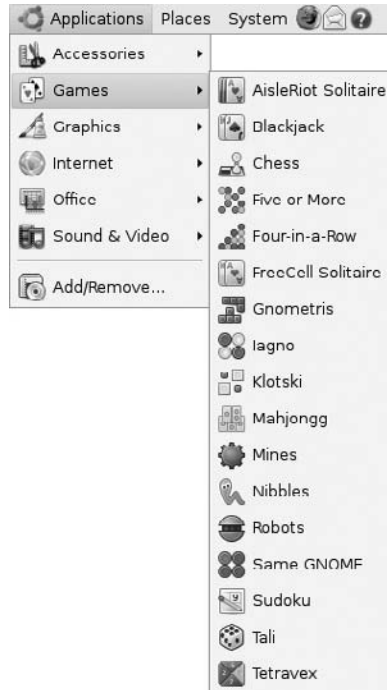 Applications Places System
Accessories
Games
Graphics
Internet
Office
Sound & Video
Add/Remove...
AisleRiot Solitaire
Blackjack
Chess
Five or More
Four-in-a-Row
FreeCell Solitaire
Gnometris
Iagno
Klotski
Mahjongg
Mines
Nibbles
Robots
Same GNOME
Sudoku
Tali
Tetravex